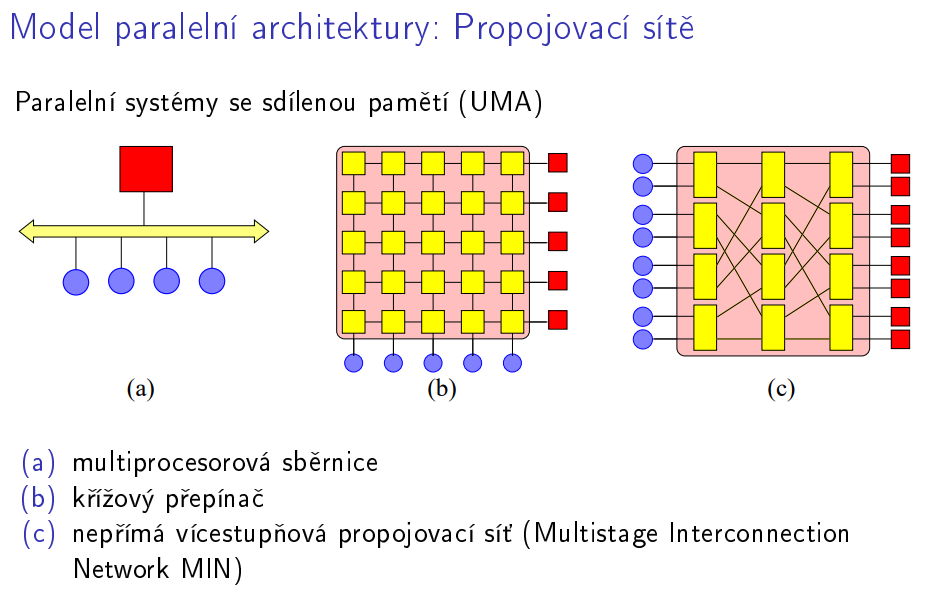 Model paralelní architektury: Propojovací sítě
Paralelní systémy se sdílenou pamětí (UMA)
(a)
(b)
(c)
(a) multiprocesorová sběrnice
(b) křížový přepínač
(c) nepřímá vícestupňová propojovací síť (Multistage Interconnection
Network MIN)